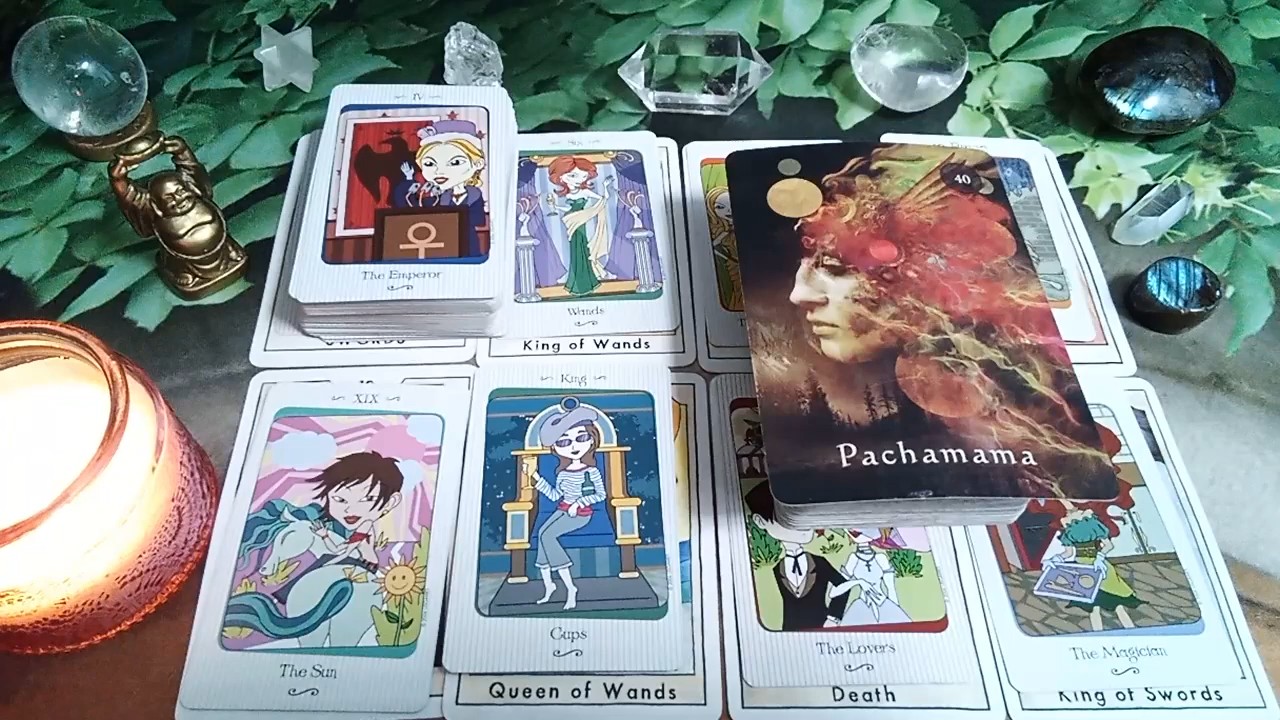 IV
The Emperor
SWORDS
Wands
King of Wands
40
Pachamama
XIX
The Sun
King
Cups
Queen of Wands
The Lovers
Death
The Magician
King of Swords